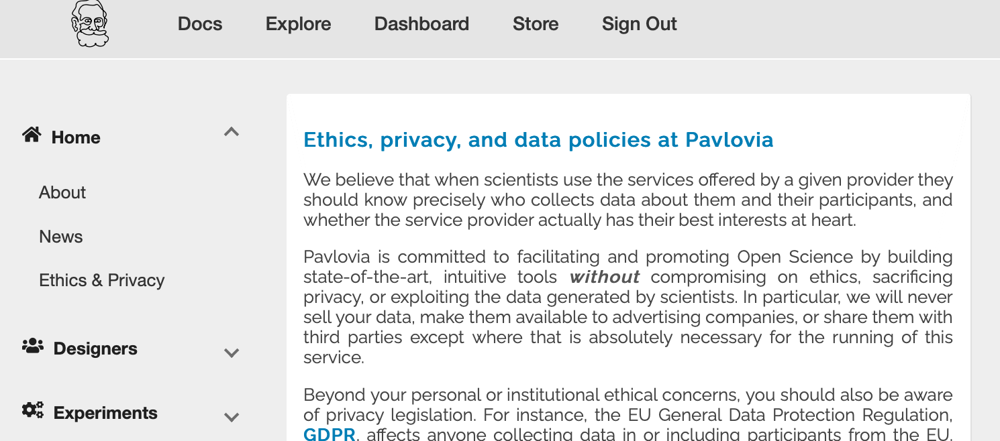 Docs Explore Dashboard Store Sign Out
Home
About
News
Ethics & Privacy
Designers
Experiments
Ethics, privacy, and data policies at Pavlovia
We believe that when scientists use the services offered by a given provider they
should know precisely who collects data about them and their participants, and
whether the service provider actually has their best interests at heart.
Pavlovia is committed to facilitating and promoting Open Science by building
state-of-the-art, intuitive tools without compromising on ethics, sacrificing
privacy, or exploiting the data generated by scientists. In particular, we will never
sell your data, make them available to advertising companies, or share them with
third parties except where that is absolutely necessary for the running of this
service.
Beyond your personal or institutional ethical concerns, you should also be aware
of privacy legislation. For instance, the EU General Data Protection Regulation,
GDPR, affects anyone collecting data in or including participants from the EU.